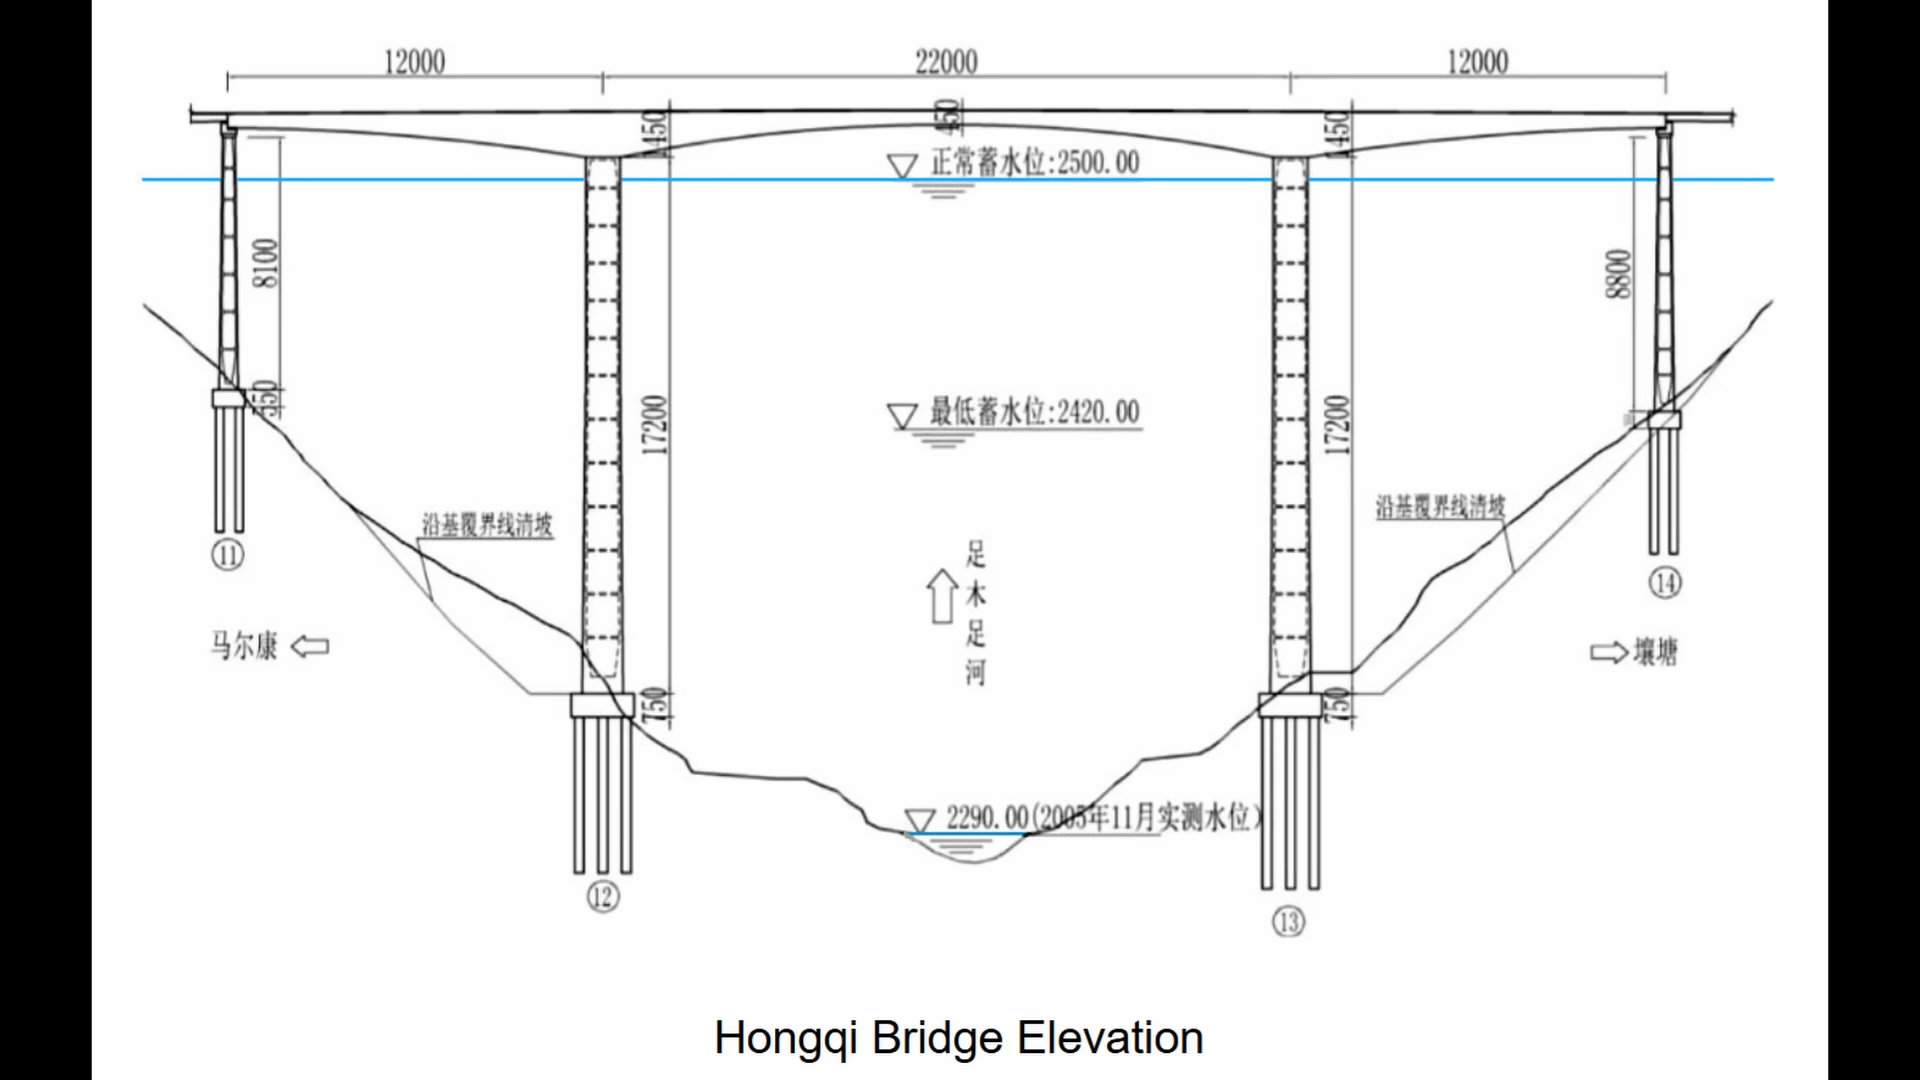 12000
22000
12000
450
450
450
正常蓄水位:2500.00
8100
8800
550
最低蓄水位:2420.00
17200
17200
沿基覆界线清坡
沿基覆界线清坡
⑪
⑭
足木足河
马尔康
壤塘
750
750
2290.00(2005年11月实测水位)
⑫
⑬
Hongqi Bridge Elevation